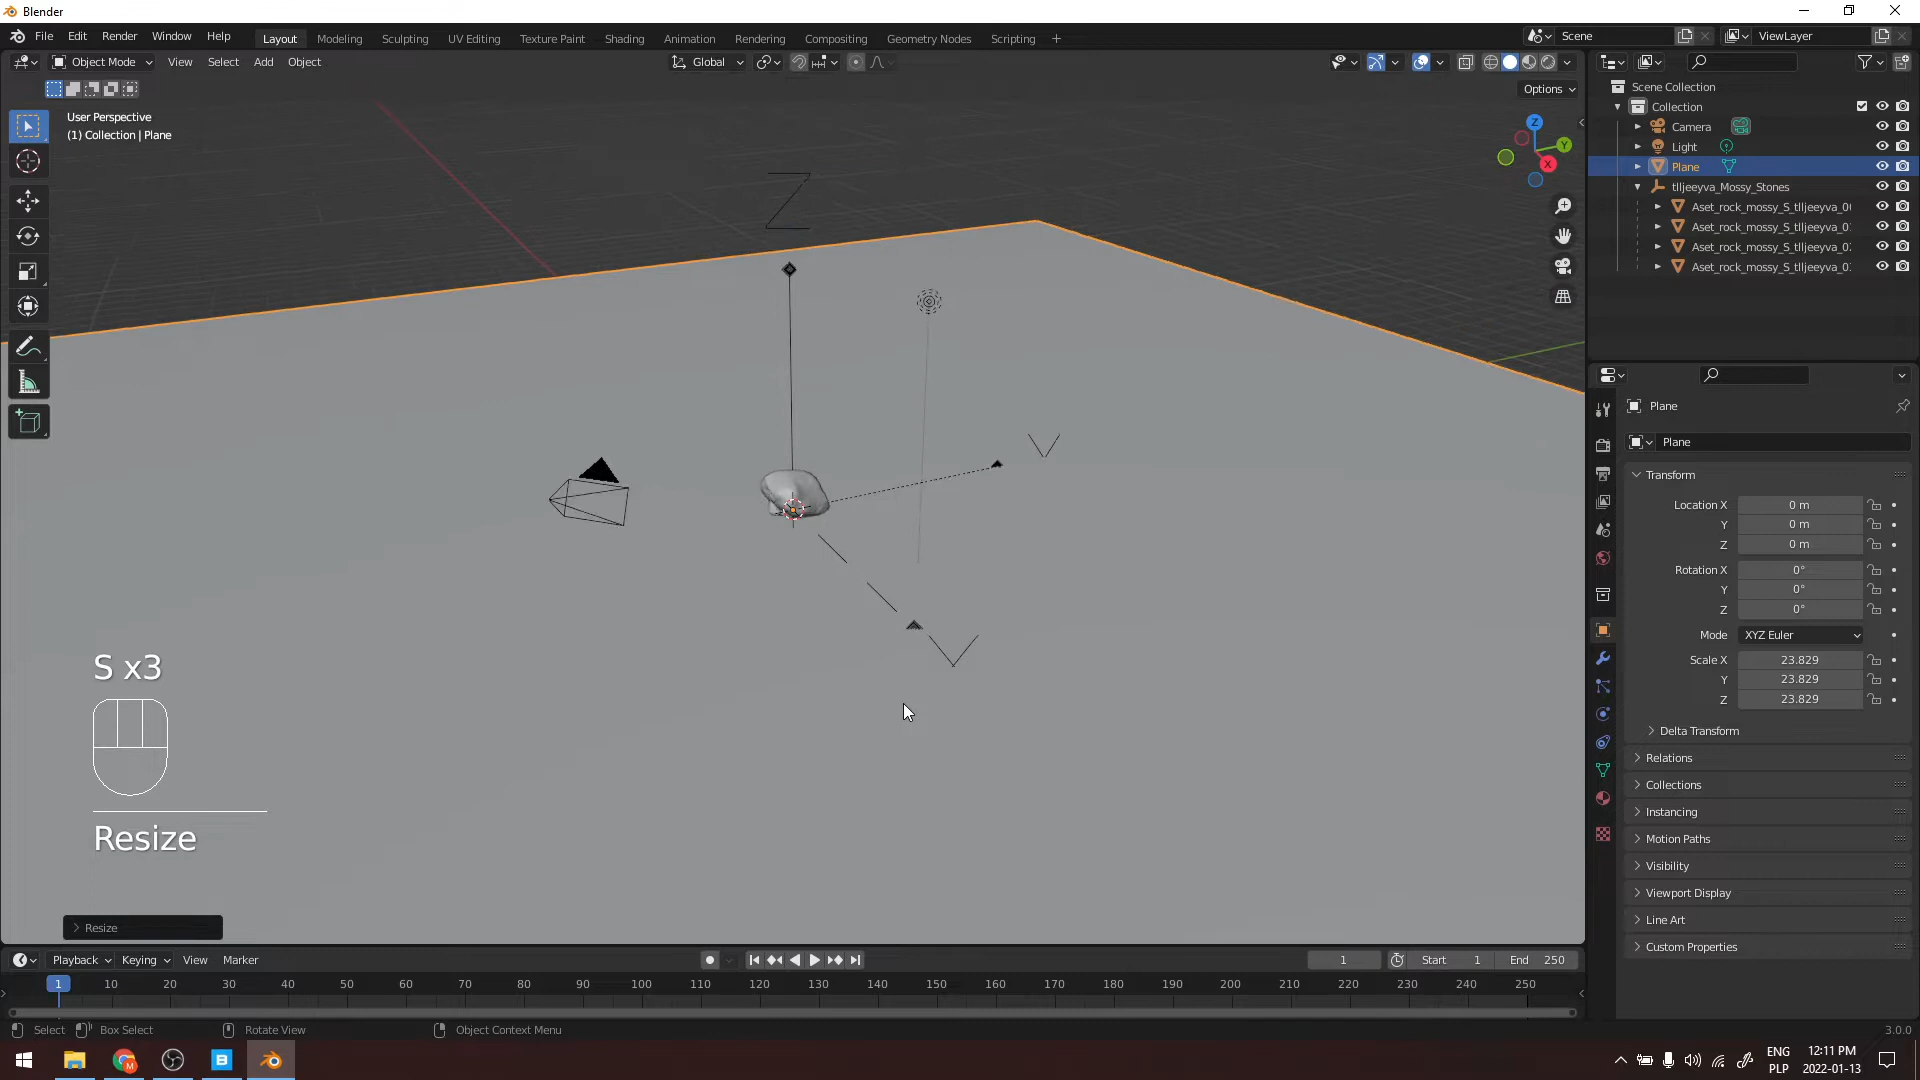 Blender
File Edit Render Window Help
Layout Modeling Sculpting UV Editing Texture Paint Shading Animation Rendering Compositing Geometry Nodes Scripting +
Scene ViewLayer
Object Mode View Select Add Object
Global
Options
User Perspective
(1) Collection | Plane
Z
Y
X
Z
S x3
Resize
Resize
Scene Collection
Collection
Camera
Light
Plane
tlljeeyva_Mossy_Stones
Aset_rock_mossy_S_tlljeeyva_0
Aset_rock_mossy_S_tlljeeyva_0
Aset_rock_mossy_S_tlljeeyva_0
Aset_rock_mossy_S_tlljeeyva_0
Plane
Plane
Transform
Location X 0 m
Y 0 m
Z 0 m
Rotation X 0°
Y 0°
Z 0°
Mode XYZ Euler
Scale X 23.829
Y 23.829
Z 23.829
Delta Transform
Relations
Collections
Instancing
Motion Paths
Visibility
Viewport Display
Line Art
Custom Properties
Playback Keying View Marker
1 Start 1 End 250
1 10 20 30 40 50 60 70 80 90 100 110 120 130 140 150 160 170 180 190 200 210 220 230 240 250
Select Box Select Rotate View Object Context Menu
3.0.0
ENG
PLP
12:11 PM
2022-01-13